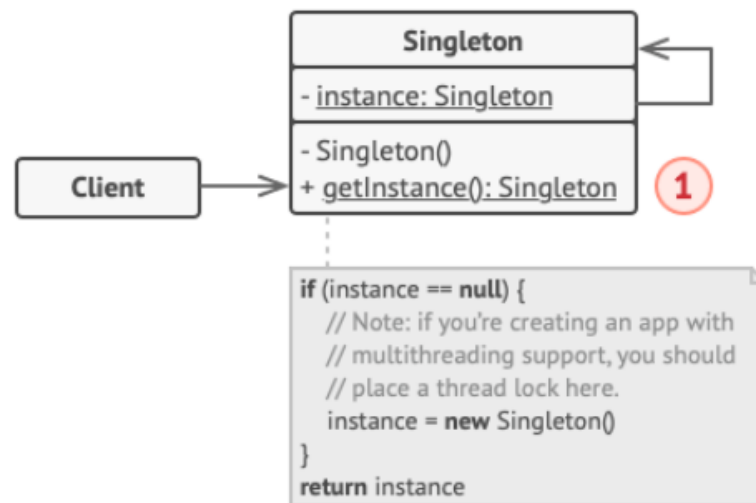 Singleton
- instance: Singleton
- Singleton()
+ getInstance(): Singleton
Client
1
if (instance == null) {
// Note: if you’re creating an app with
// multithreading support, you should
// place a thread lock here.
instance = new Singleton()
}
return instance